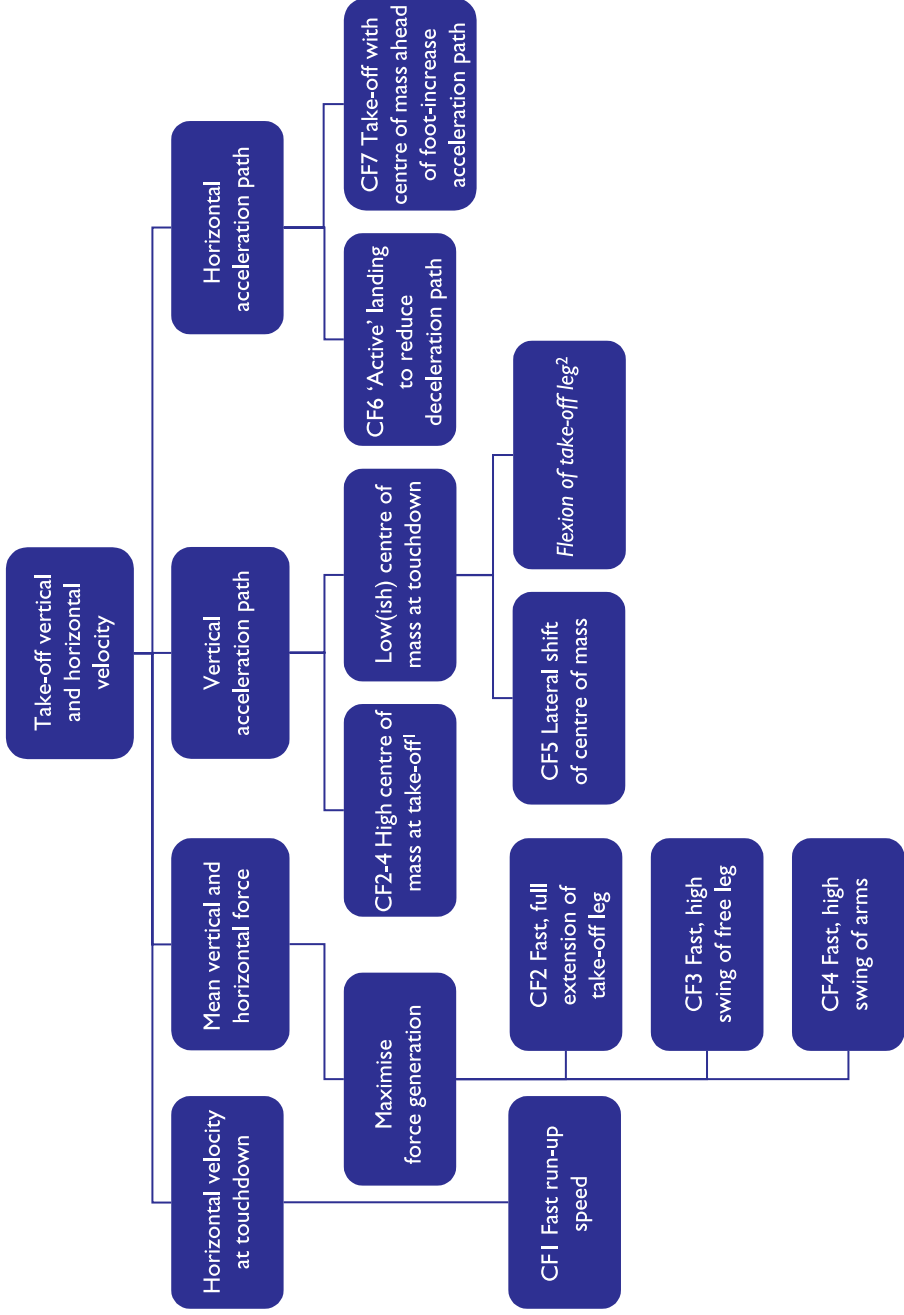 Take-off vertical
and horizontal
velocity
Horizontal velocity
at touchdown
Mean vertical and
horizontal force
Vertical
acceleration path
Horizontal
acceleration path
Maximise
force generation
CF2-4 High centre of
mass at take-off¹
Low(ish) centre of
mass at touchdown
CF6 ‘Active’ landing
to reduce
deceleration path
CF7 Take-off with
centre of mass ahead
of foot-increase
acceleration path
CF1 Fast run-up
speed
CF2 Fast, full
extension of
take-off leg
CF3 Fast, high
swing of free leg
CF4 Fast, high
swing of arms
CF5 Lateral shift
of centre of mass
Flexion of take-off leg²